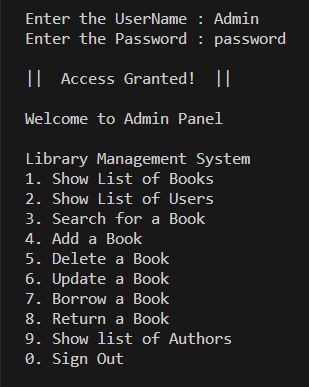 Enter the UserName : Admin
Enter the Password : password
||  Access Granted!  ||
Welcome to Admin Panel
Library Management System
1. Show List of Books
2. Show List of Users
3. Search for a Book
4. Add a Book
5. Delete a Book
6. Update a Book
7. Borrow a Book
8. Return a Book
9. Show list of Authors
0. Sign Out